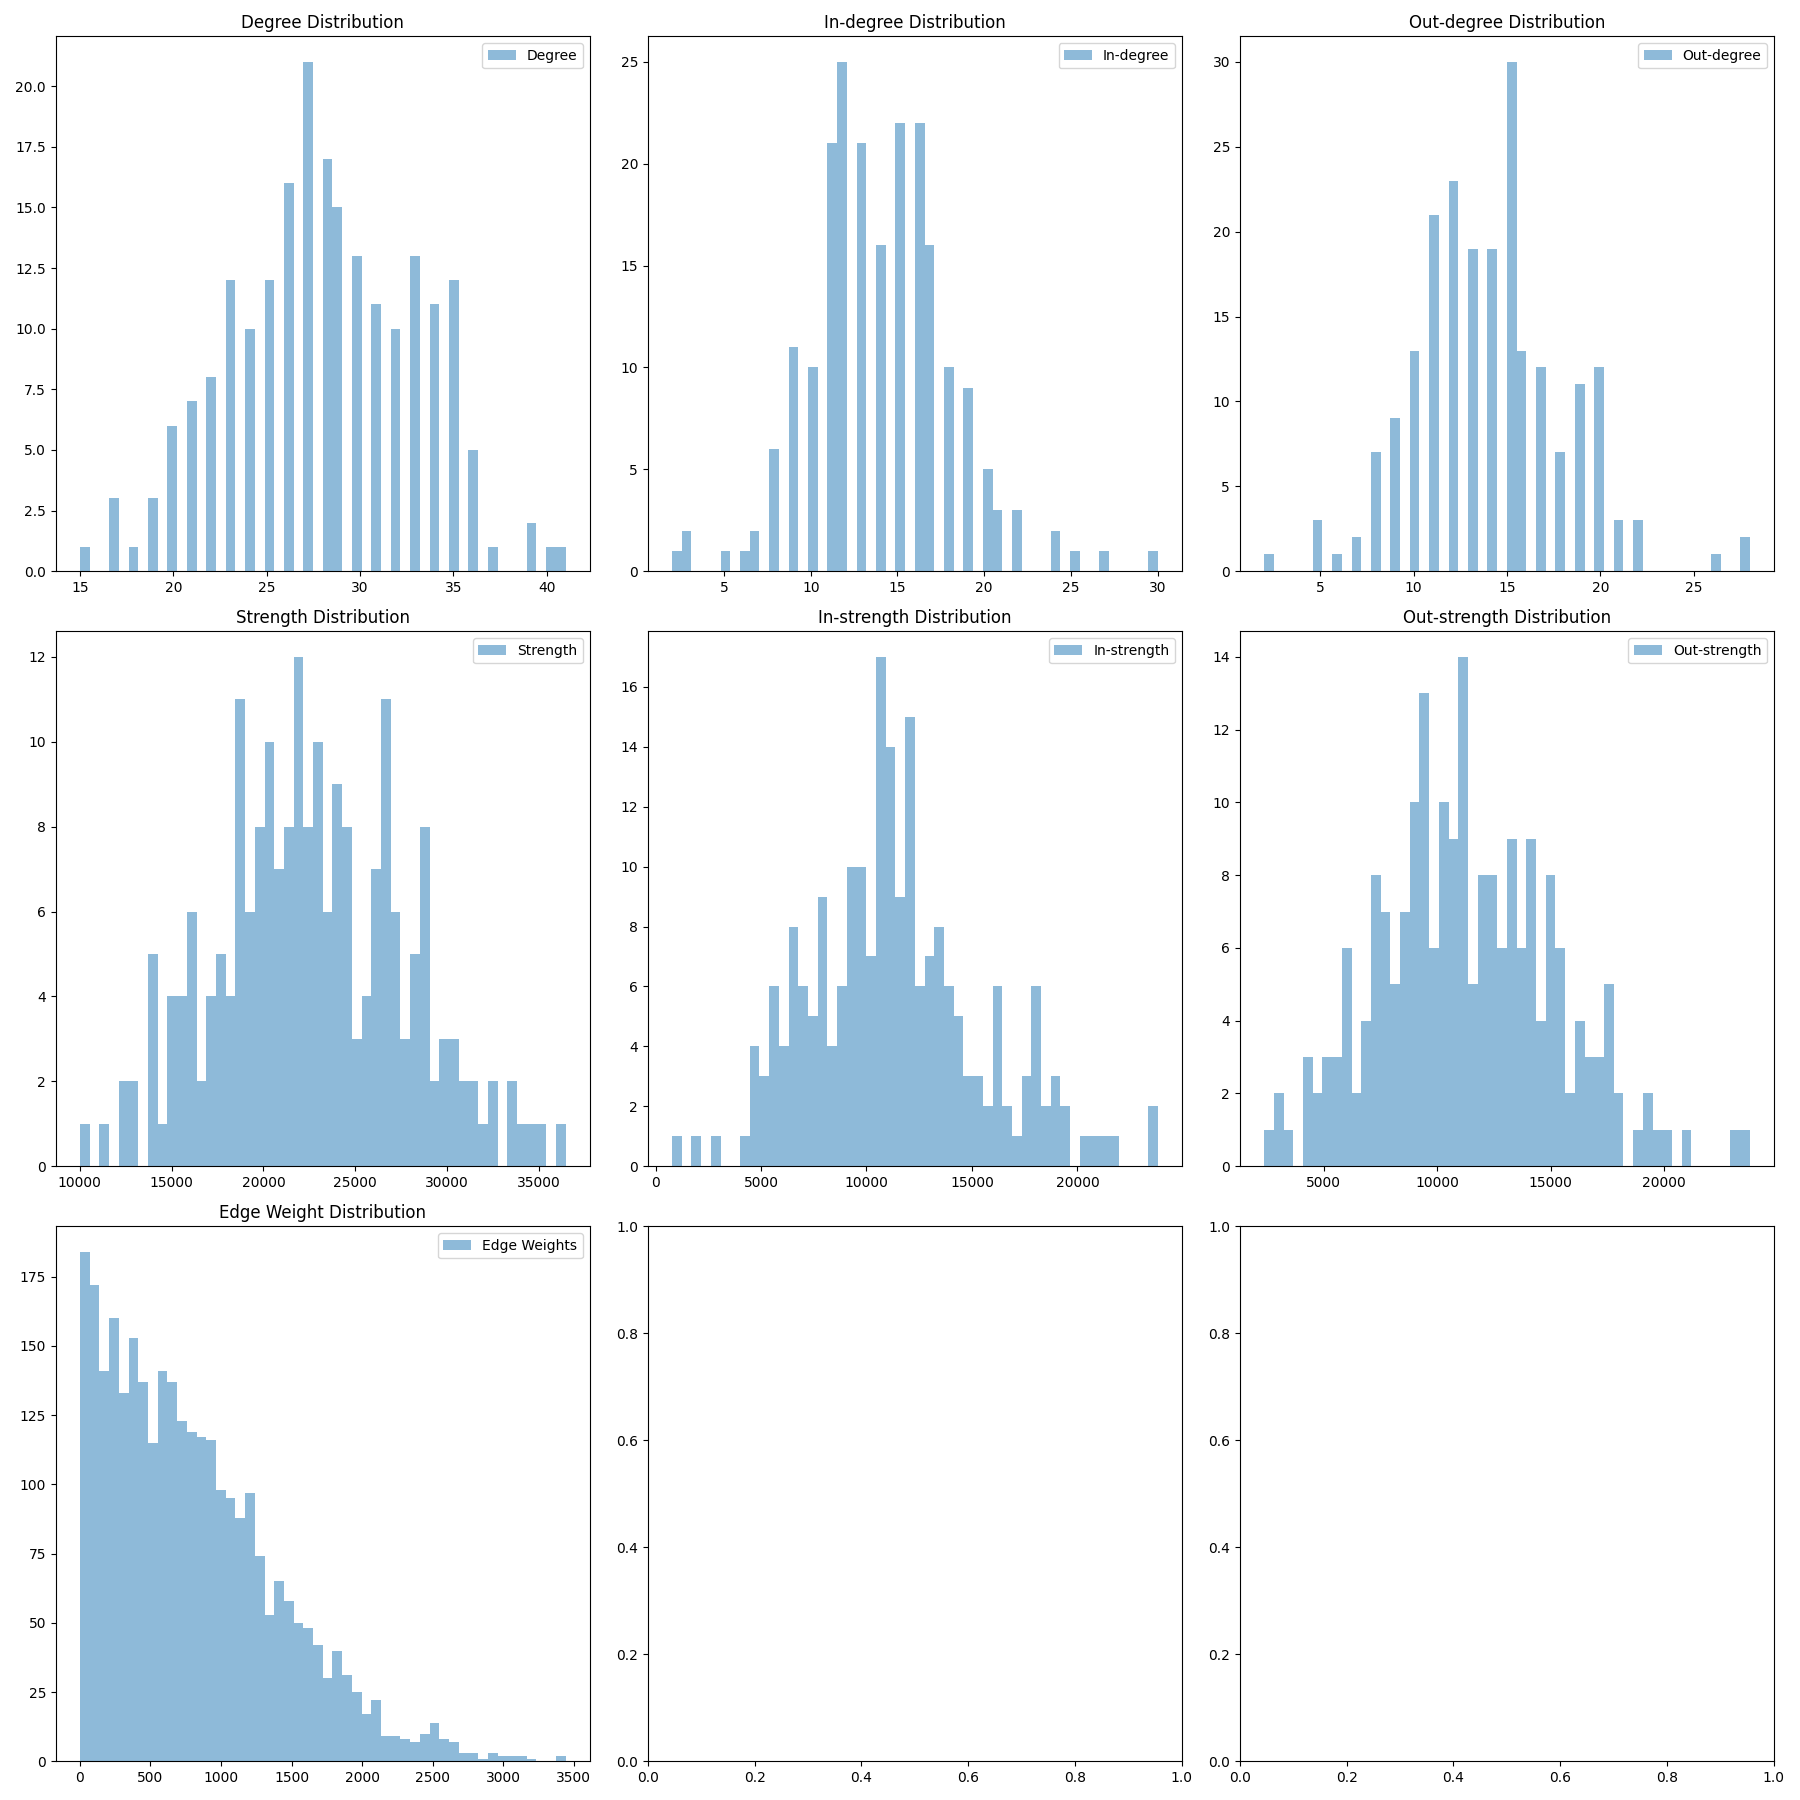 Degree Distribution
Degree
20.0
17.5
15.0
12.5
10.0
7.5
5.0
2.5
0.0
15 20 25 30 35 40
In-degree Distribution
In-degree
25
20
15
10
5
0
5 10 15 20 25 30
Out-degree Distribution
Out-degree
30
25
20
15
10
5
0
5 10 15 20 25
Strength Distribution
Strength
12
10
8
6
4
2
0
10000 15000 20000 25000 30000 35000
In-strength Distribution
In-strength
16
14
12
10
8
6
4
2
0
0 5000 10000 15000 20000
Out-strength Distribution
Out-strength
14
12
10
8
6
4
2
0
5000 10000 15000 20000
Edge Weight Distribution
Edge Weights
175
150
125
100
75
50
25
0
0 500 1000 1500 2000 2500 3000 3500
1.0
0.8
0.6
0.4
0.2
0.0
0.0 0.2 0.4 0.6 0.8 1.0
1.0
0.8
0.6
0.4
0.2
0.0
0.0 0.2 0.4 0.6 0.8 1.0